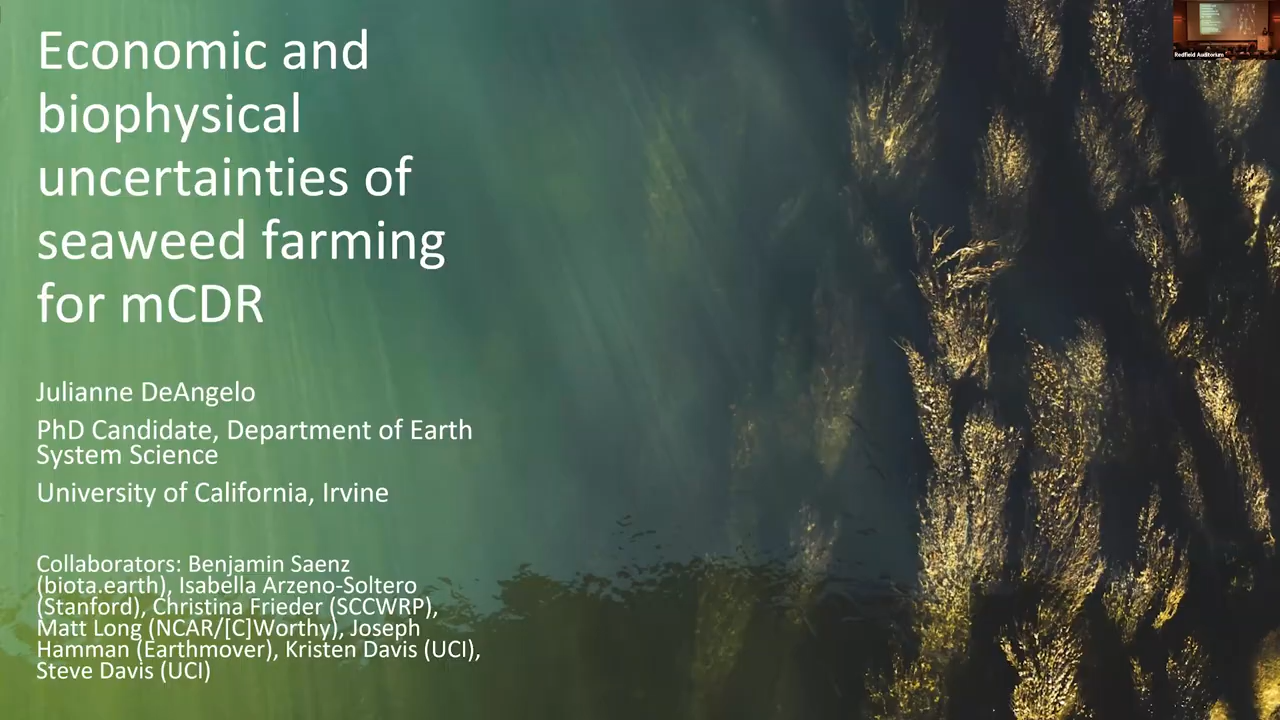 Economic and
biophysical
uncertainties of
seaweed farming
for mCDR
Julianne DeAngelo
PhD Candidate, Department of Earth
System Science
University of California, Irvine
Collaborators: Benjamin Saenz
(biota.earth), Isabella Arzeno-Soltero
(Stanford), Christina Frieder (SCCWRP),
Matt Long (NCAR/[C]Worthy), Joseph
Hamman (Earthmover), Kristen Davis (UCI),
Steve Davis (UCI)
Redfield Auditorium